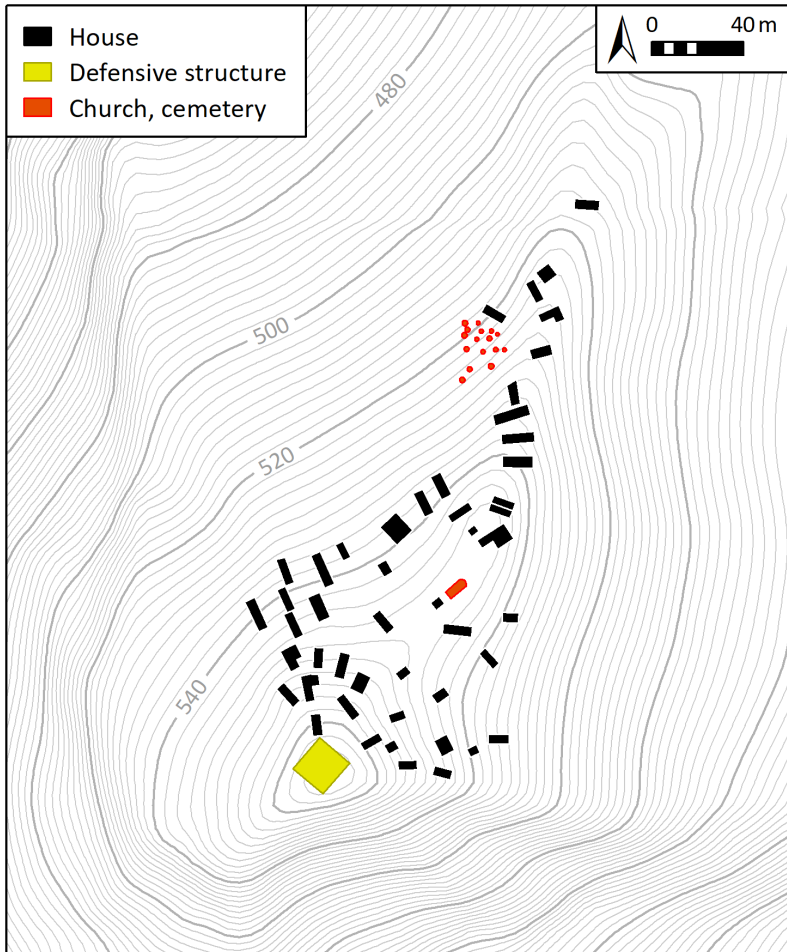 House
Defensive structure
Church, cemetery
0 40 m
480
500
520
540